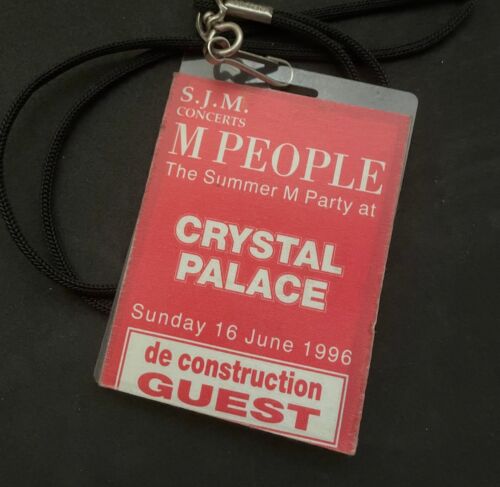 S.J.M.
CONCERTS
M PEOPLE
The Summer M Party at
CRYSTAL
PALACE
Sunday 16 June 1996
de construction
GUEST